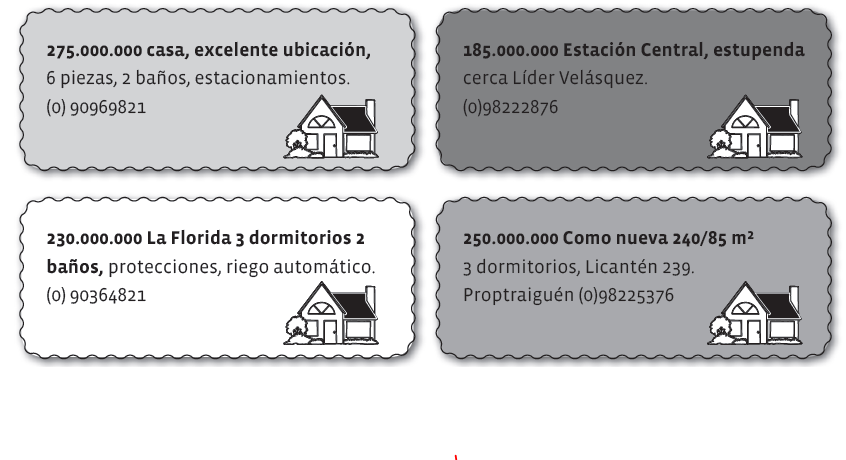 275.000.000 casa, excelente ubicación,
6 piezas, 2 baños, estacionamientos.
(0) 90969821
185.000.000 Estación Central, estupenda
cerca Líder Velásquez.
(0)98222876
230.000.000 La Florida 3 dormitorios 2
baños, protecciones, riego automático.
(0) 90364821
250.000.000 Como nueva 240/85 m²
3 dormitorios, Licantén 239.
Proptraiguén (0)98225376